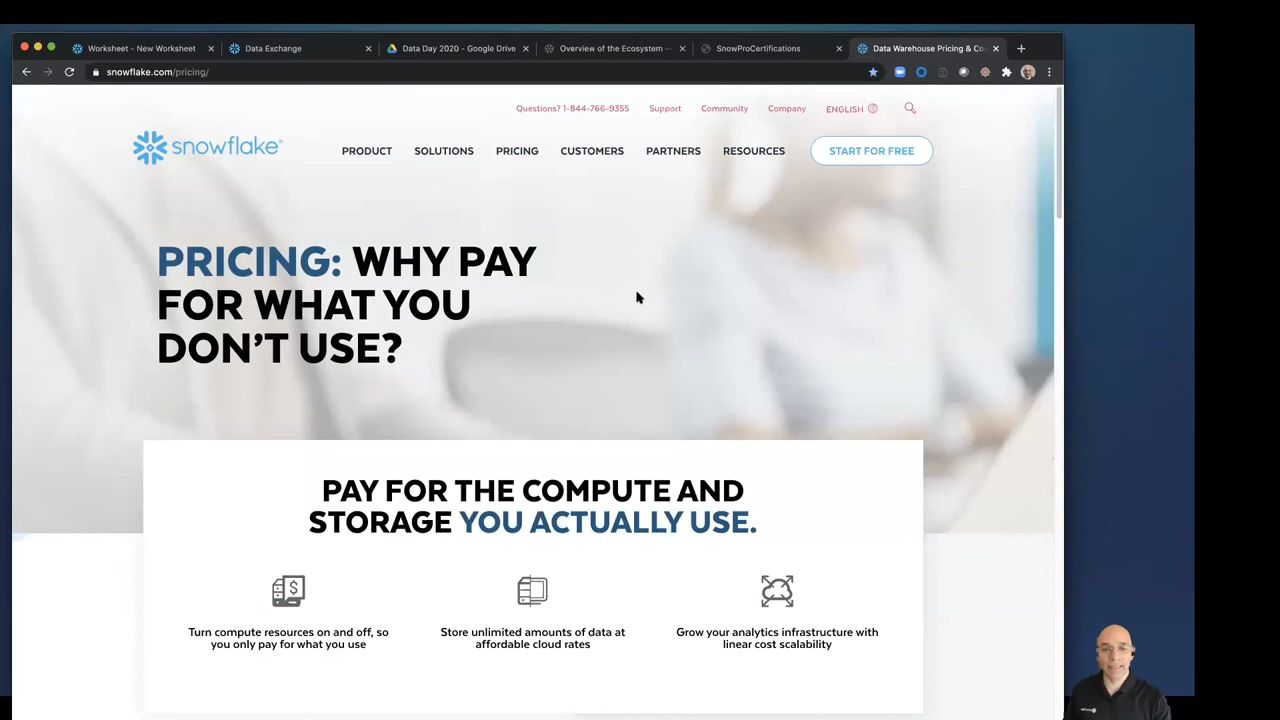 Worksheet - New Worksheet
Data Exchange
Data Day 2020 - Google Drive
Overview of the Ecosystem —
SnowProCertifications
Data Warehouse Pricing & Co
snowflake.com/pricing/
Questions? 1-844-766-9355
Support
Community
Company
ENGLISH
snowflake®
PRODUCT
SOLUTIONS
PRICING
CUSTOMERS
PARTNERS
RESOURCES
START FOR FREE
PRICING: WHY PAY
FOR WHAT YOU
DON'T USE?
PAY FOR THE COMPUTE AND
STORAGE YOU ACTUALLY USE.
Turn compute resources on and off, so
you only pay for what you use
Store unlimited amounts of data at
affordable cloud rates
Grow your analytics infrastructure with
linear cost scalability